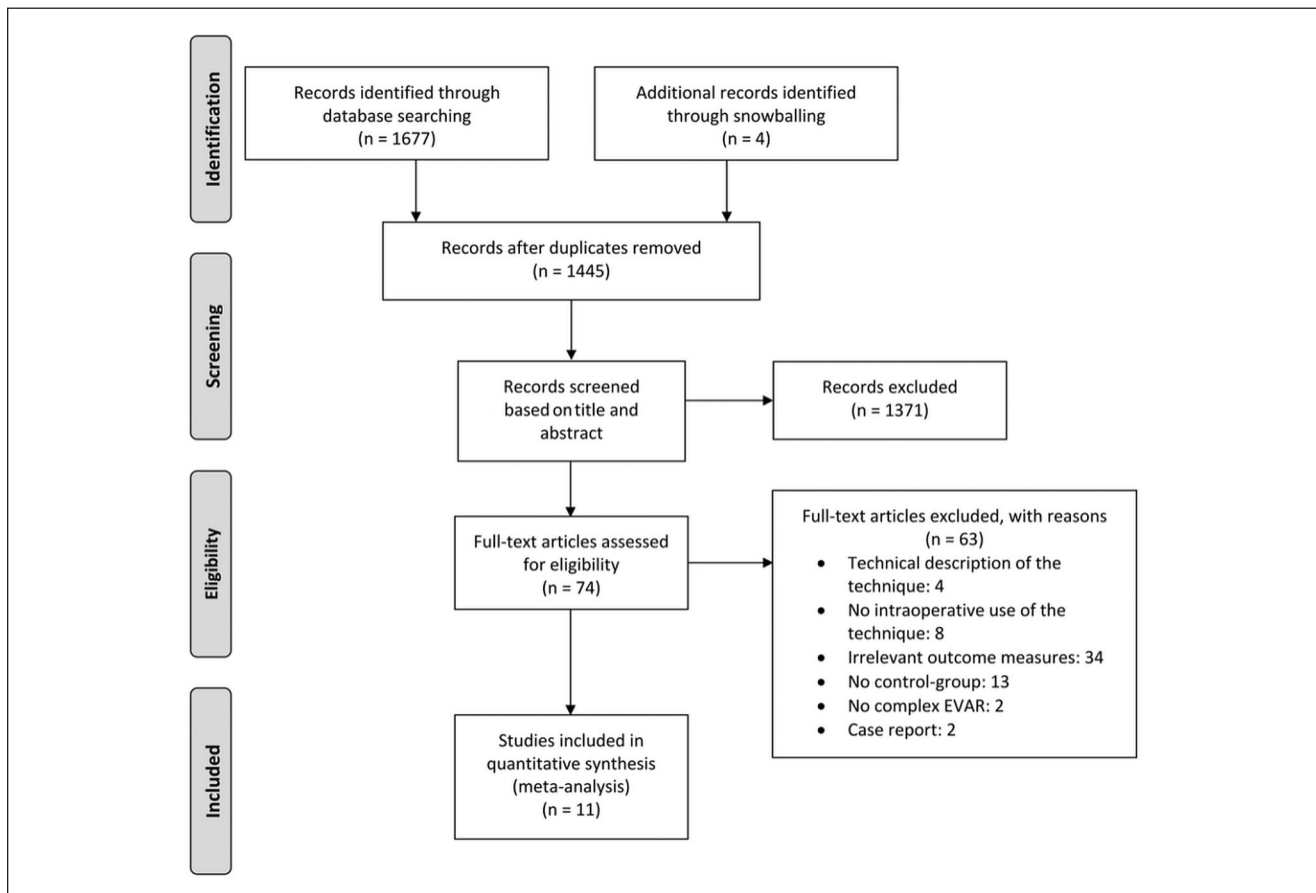 Identification
Records identified through
database searching
(n = 1677)
Additional records identified
through snowballing
(n = 4)
Records after duplicates removed
(n = 1445)
Screening
Records screened
based on title and
abstract
Records excluded
(n = 1371)
Eligibility
Full-text articles assessed
for eligibility
(n = 74)
Full-text articles excluded, with reasons
(n = 63)
• Technical description of the
technique: 4
• No intraoperative use of the
technique: 8
• Irrelevant outcome measures: 34
• No control-group: 13
• No complex EVAR: 2
• Case report: 2
Included
Studies included in
quantitative synthesis
(meta-analysis)
(n = 11)